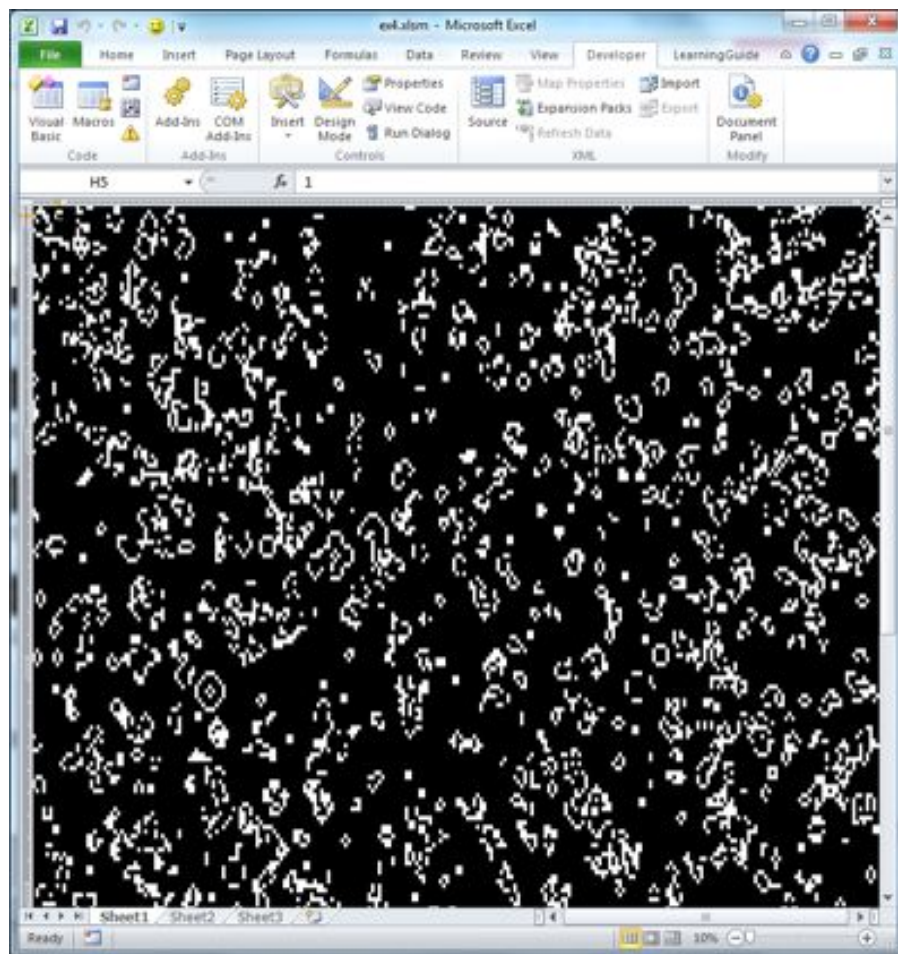 ex4.xlsm - Microsoft Excel
File Home Insert Page Layout Formulas Data Review View Developer LearningGuide
Visual Basic
Macros
Add-Ins
COM Add-Ins
Insert
Design Mode
Properties
View Code
Run Dialog
Source
Map Properties
Expansion Packs
Refresh Data
Import
Export
Document Panel
Code Add-Ins Controls XML Modify
H5 fx 1
Sheet1 Sheet2 Sheet3
Ready 10%